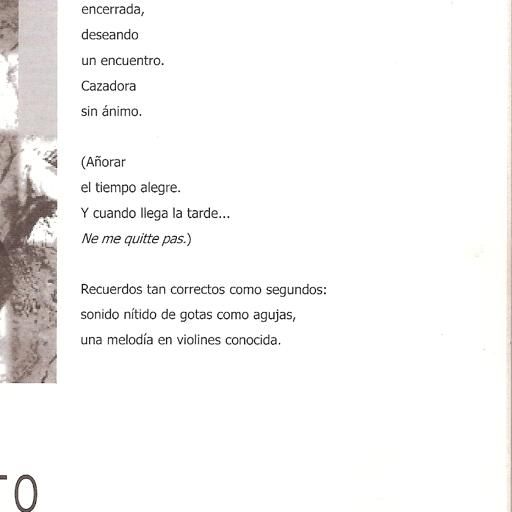 encerrada,
deseando
un encuentro.
Cazadora
sin ánimo.
(Añorar
el tiempo alegre.
Y cuando llega la tarde...
Ne me quitte pas.)
Recuerdos tan correctos como segundos:
sonido nítido de gotas como agujas,
una melodía en violines conocida.
TO